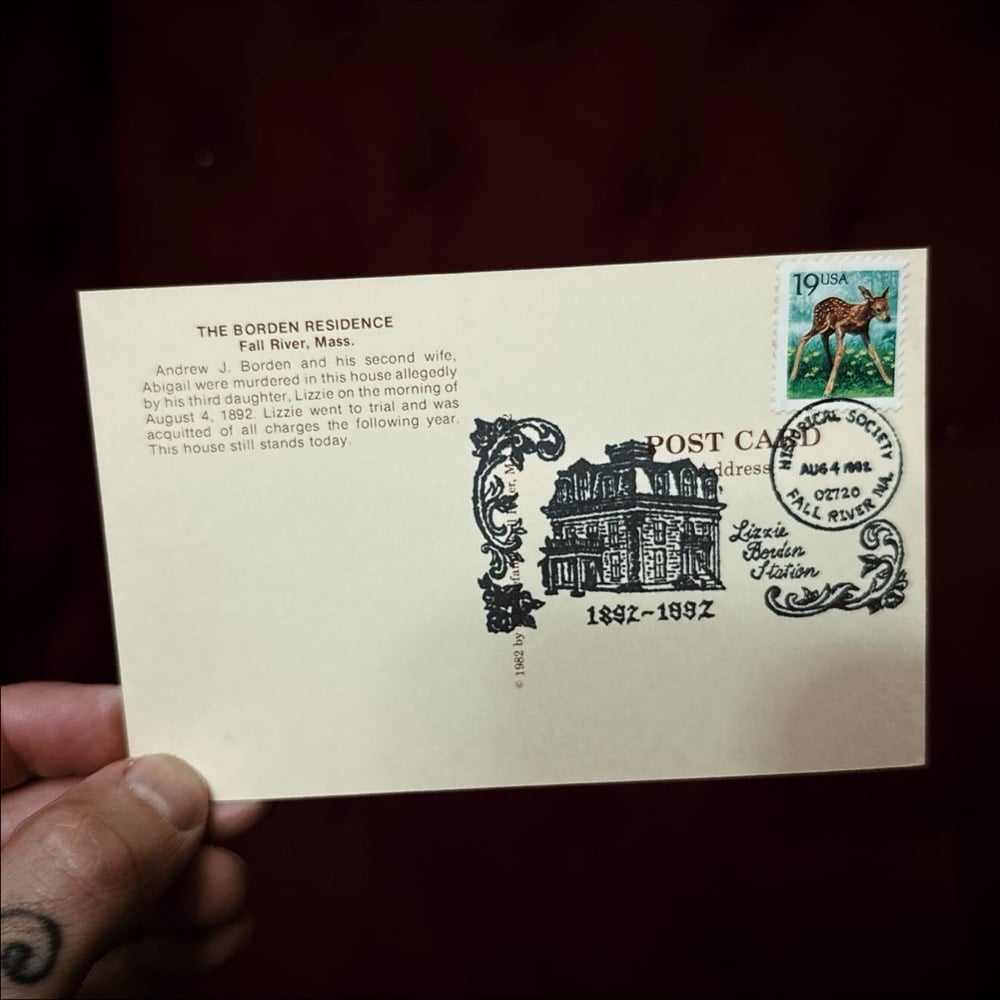 THE BORDEN RESIDENCE
Fall River, Mass.
Andrew J. Borden and his second wife,
Abigail were murdered in this house allegedly
by his third daughter, Lizzie on the morning of
August 4, 1892. Lizzie went to trial and was
acquitted of all charges the following year.
This house still stands today.
19 USA
POST CARD
Address
HISTORICAL SOCIETY
AUG 4 1992
02720
FALL RIVER MA.
Lizzie
Borden
Station
1892-1992
© 1982 by